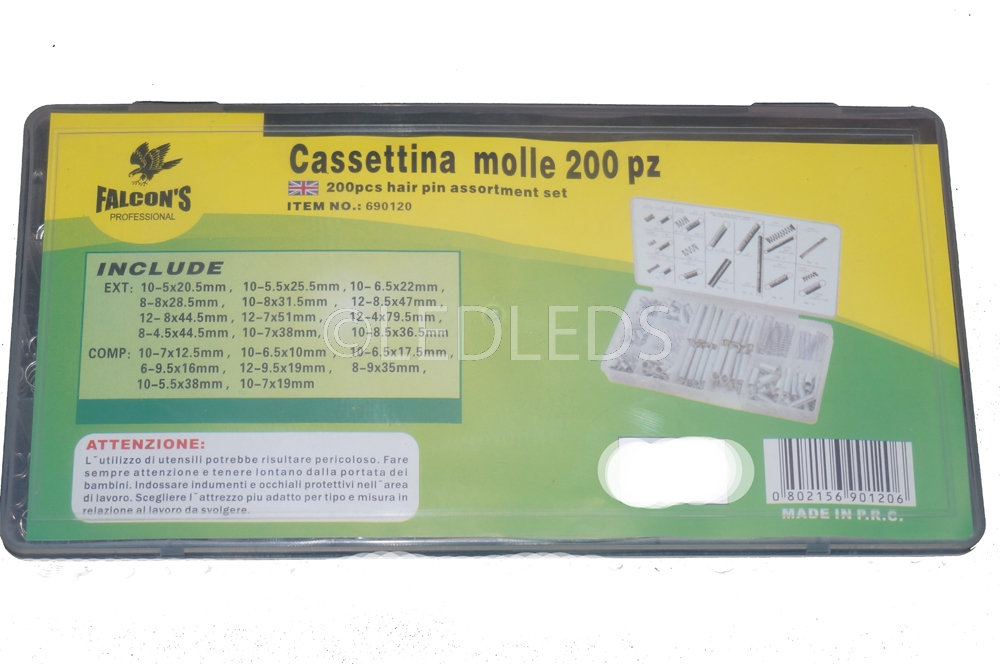 FALCON'S
PROFESSIONAL
Cassettina molle 200 pz
200pcs hair pin assortment set
ITEM NO.: 690120
INCLUDE
EXT: 10-5x20.5mm, 10-5.5x25.5mm, 10- 6.5x22mm,
8-8x28.5mm, 10-8x31.5mm, 12-8.5x47mm,
12- 8x44.5mm, 12-7x51mm, 12-4x79.5mm,
8-4.5x44.5mm, 10-7x38mm, 10-8.5x36.5mm
COMP: 10-7x12.5mm, 10-6.5x10mm, 10-6.5x17.5mm,
6-9.5x16mm, 12-9.5x19mm, 8-9x35mm,
10-5.5x38mm, 10-7x19mm
©LEDLEDS
ATTENZIONE:
L¨utilizzo di utensili potrebbe risultare pericoloso. Fare
sempre attenzione e tenere lontano dalla portata dei
bambini. Indossare indumenti e occhiali protettivi nell¨area
di lavoro. Scegliere l¨attrezzo piu adatto per tipo e misura in
relazione al lavoro da svolgere.
0 802156 901206
MADE IN P.R.C.